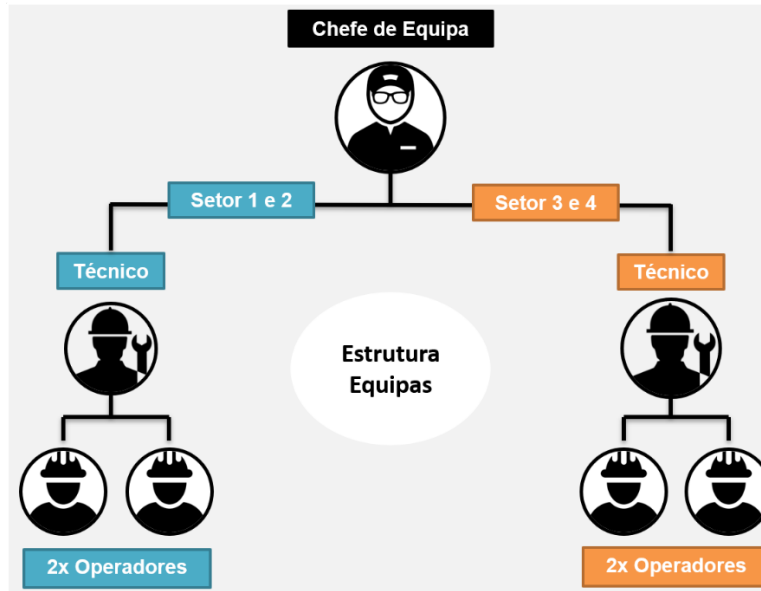 Chefe de Equipa
Setor 1 e 2
Setor 3 e 4
Técnico
Técnico
Estrutura
Equipas
2x Operadores
2x Operadores